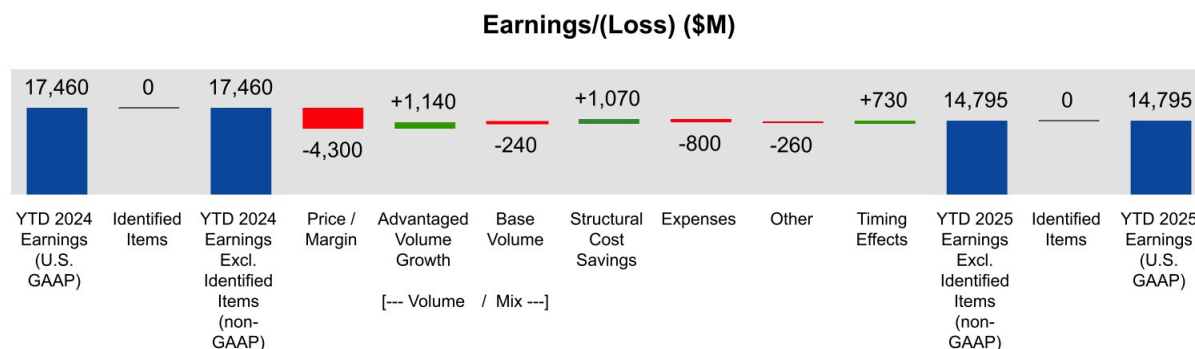 Earnings/(Loss) ($M)
17,460
0
17,460
-4,300
+1,140
-240
+1,070
-800
-260
+730
14,795
0
14,795
YTD 2024
Earnings
(U.S.
GAAP)
Identified
Items
YTD 2024
Earnings
Excl.
Identified
Items
(non-
GAAP)
Price /
Margin
Advantaged
Volume
Growth
Base
Volume
[--- Volume / Mix ---]
Structural
Cost
Savings
Expenses
Other
Timing
Effects
YTD 2025
Earnings
Excl.
Identified
Items
(non-
GAAP)
Identified
Items
YTD 2025
Earnings
(U.S.
GAAP)